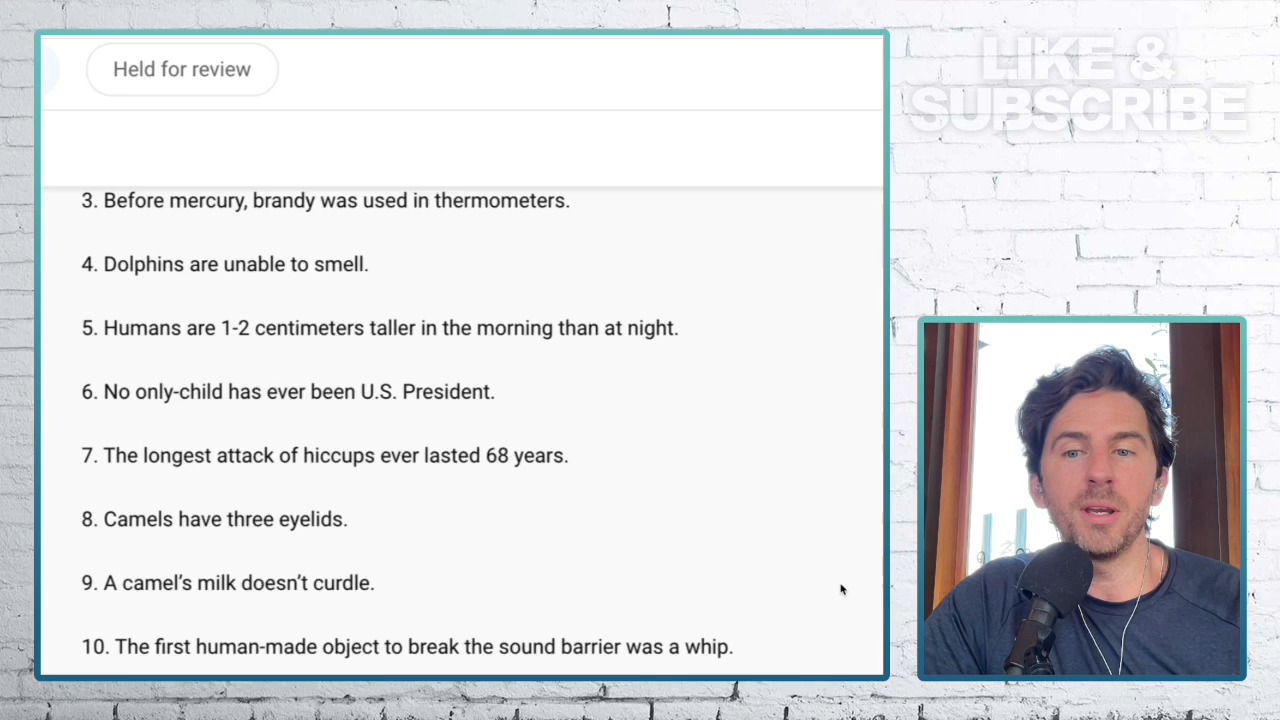 Held for review
LIKE &
SUBSCRIBE
3. Before mercury, brandy was used in thermometers.
4. Dolphins are unable to smell.
5. Humans are 1-2 centimeters taller in the morning than at night.
6. No only-child has ever been U.S. President.
7. The longest attack of hiccups ever lasted 68 years.
8. Camels have three eyelids.
9. A camel’s milk doesn’t curdle.
10. The first human-made object to break the sound barrier was a whip.